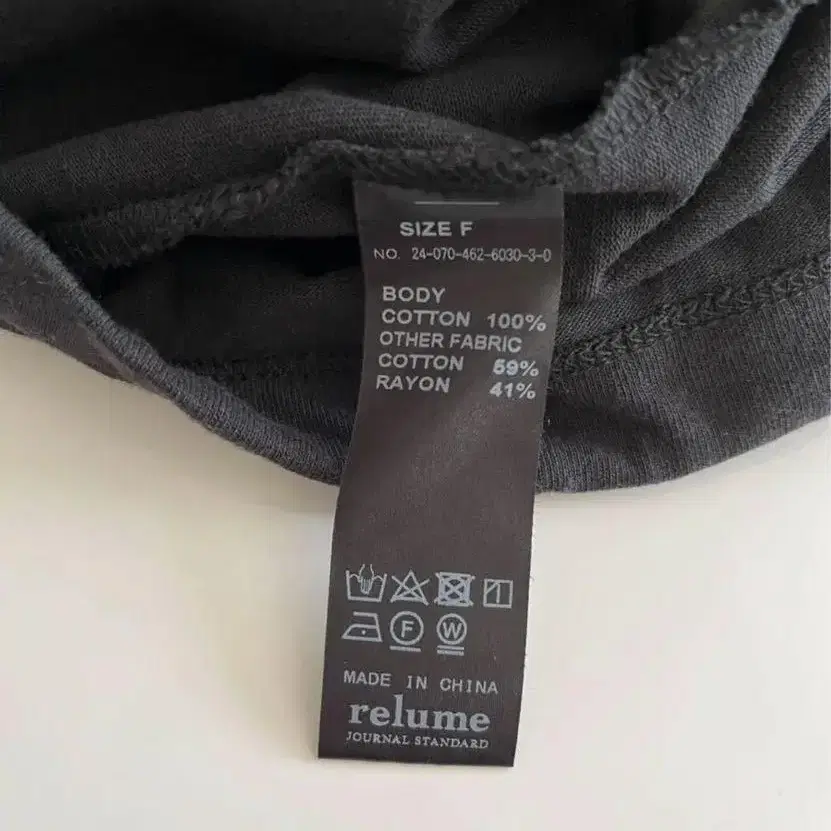 SIZE F
NO. 24-070-462-6030-3-0
BODY
COTTON 100%
OTHER FABRIC
COTTON 59%
RAYON 41%
F W
MADE IN CHINA
relume
JOURNAL STANDARD